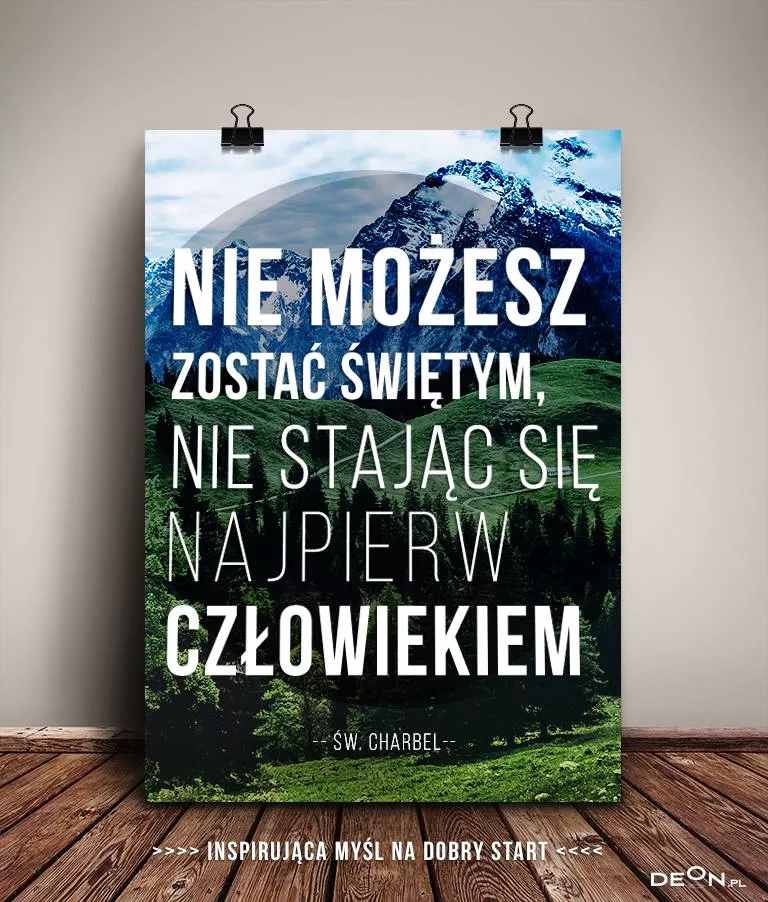 NIE MOŻESZ
ZOSTAĆ ŚWIĘTYM,
NIE STAJĄC SIĘ
NAJPIERW
CZŁOWIEKIEM
-- ŚW. CHARBEL--
>>>> INSPIRUJĄCA MYŚL NA DOBRY START <<<<
DEON.PL